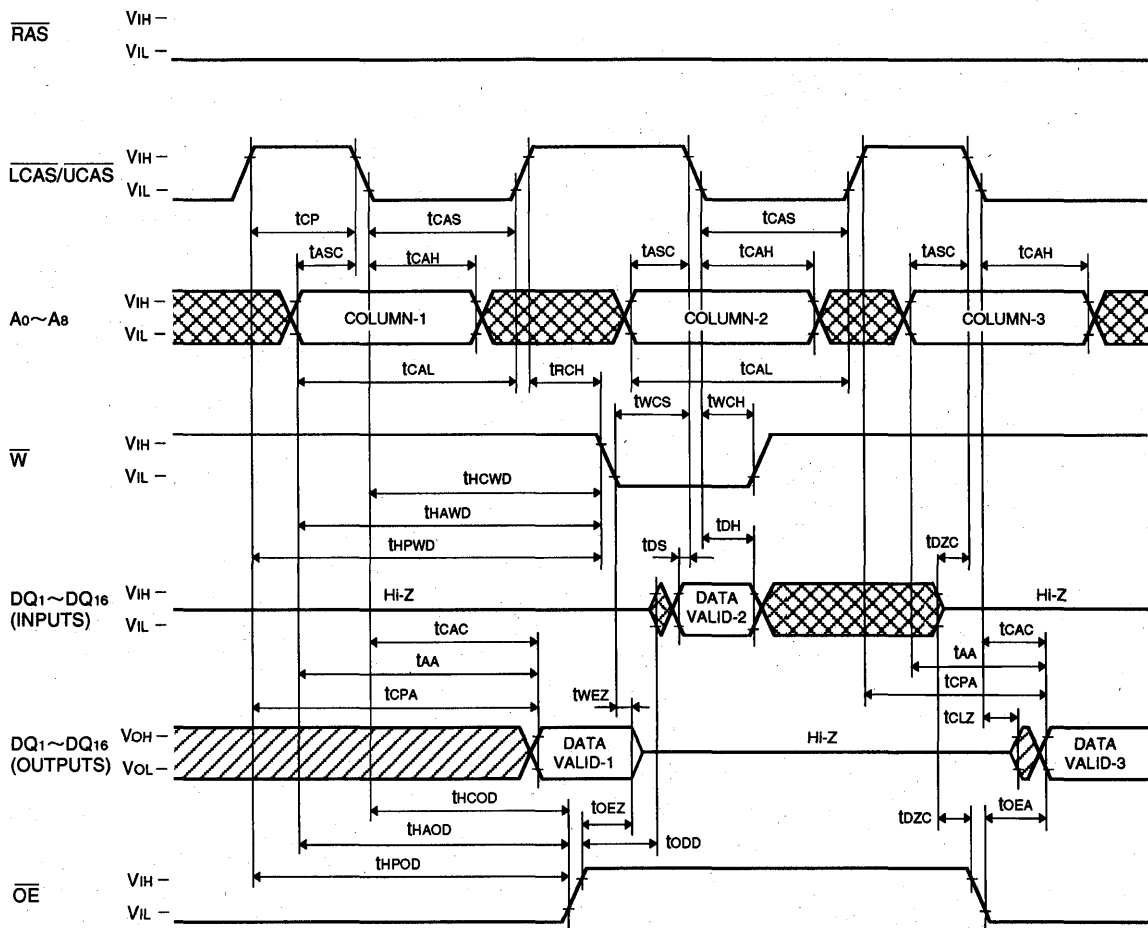 RAS
VIH
VIL
LCAS/UCAS
VIH
VIL
tCP
tCAS
tCAS
tASC
tCAH
tASC
tCAH
tASC
tCAH
A0~A8
VIH
VIL
COLUMN-1
COLUMN-2
COLUMN-3
tCAL
tRCH
tCAL
tWCS
tWCH
W
VIH
VIL
tHCWD
tHAWD
tHPWD
tDS
tDH
tDZC
DQ1~DQ16
(INPUTS)
VIH
VIL
Hi-Z
DATA
VALID-2
Hi-Z
tCAC
tAA
tCPA
tWEZ
tCAC
tAA
tCPA
tCLZ
DQ1~DQ16
(OUTPUTS)
VOH
VOL
DATA
VALID-1
Hi-Z
DATA
VALID-3
tHCOD
tHAOD
tHPOD
tOEZ
tODD
tDZC
tOEA
OE
VIH
VIL